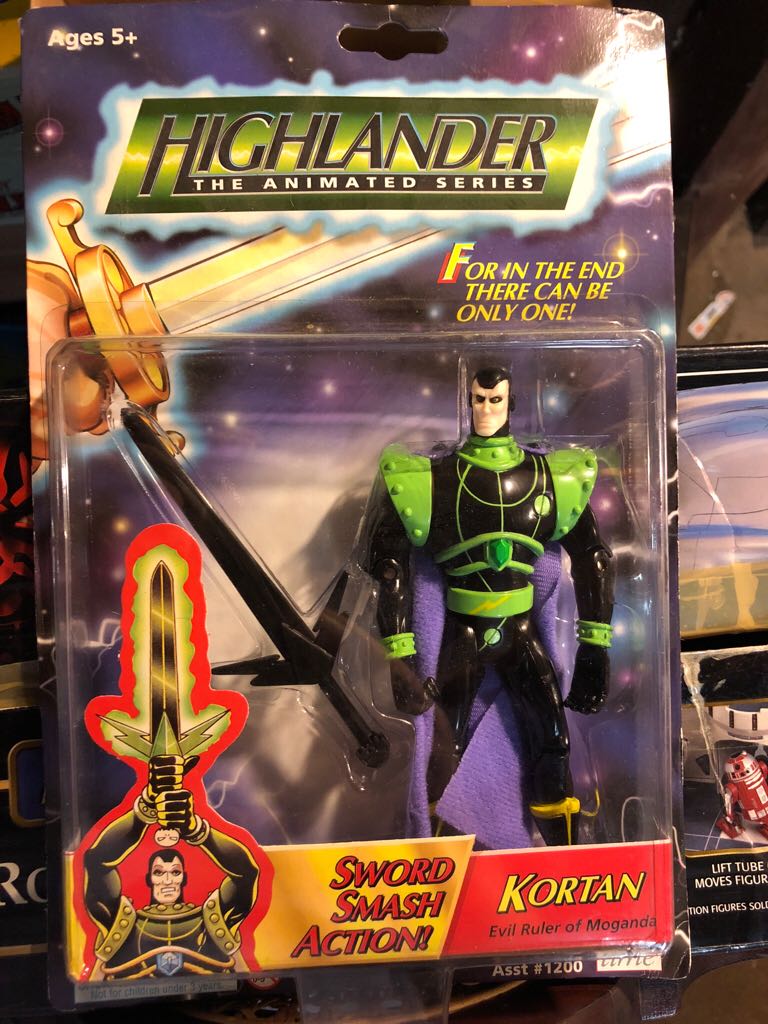 Ages 5+
HIGHLANDER
THE ANIMATED SERIES
FOR IN THE END
THERE CAN BE
ONLY ONE!
SWORD
SMASH
ACTION!
KORTAN
Evil Ruler of Moganda
Asst #1200
Not for children under 3 years.
LIFT TUBE
MOVES FIGUR
TION FIGURES SOLD